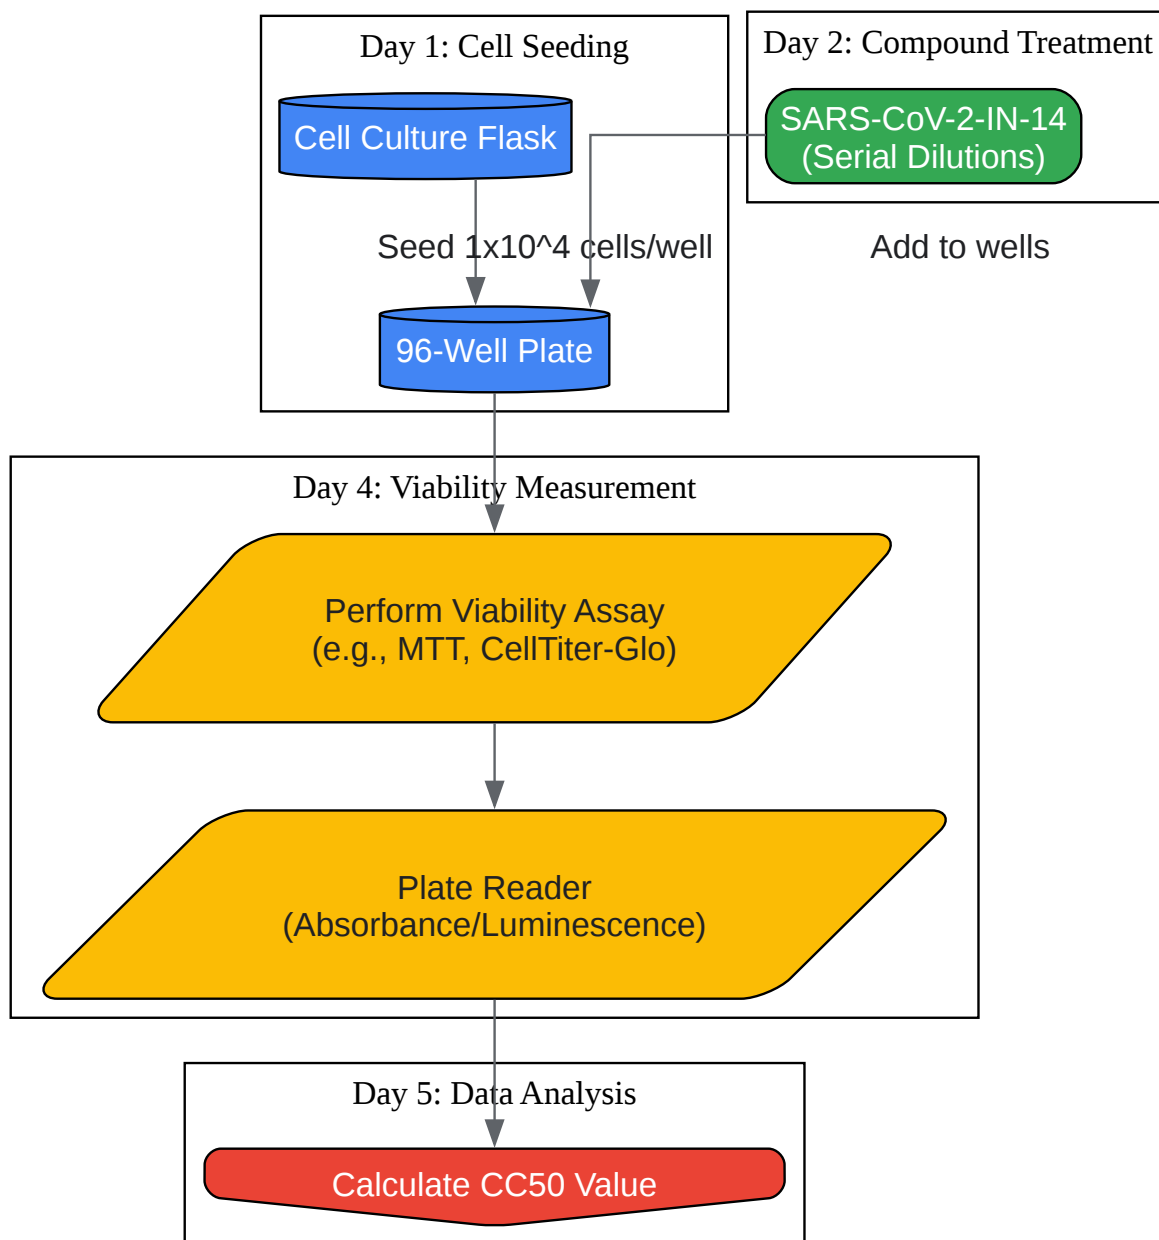 Day 1: Cell Seeding
Cell Culture Flask
Seed 1x10^4 cells/well
96-Well Plate
Day 2: Compound Treatment
SARS-CoV-2-IN-14
(Serial Dilutions)
Add to wells
Day 4: Viability Measurement
Perform Viability Assay
(e.g., MTT, CellTiter-Glo)
Plate Reader
(Absorbance/Luminescence)
Day 5: Data Analysis
Calculate CC50 Value